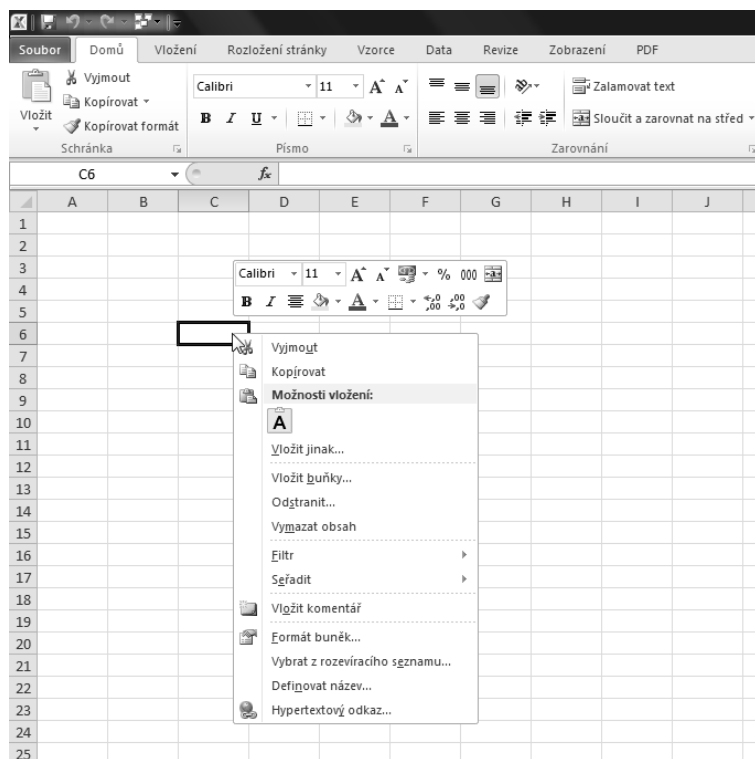 Soubor Domů Vložení Rozložení stránky Vzorce Data Revize Zobrazení PDF
Vložit
Vyjmout
Kopírovat
Kopírovat formát
Schránka
Calibri 11 A A
B I U A
Písmo
Zalamovat text
Sloučit a zarovnat na střed
Zarovnání
C6 fx
A B C D E F G H I J
1
2
3
4
5
6
7
8
9
10
11
12
13
14
15
16
17
18
19
20
21
22
23
24
25
Calibri 11 A A % 000
B I A ,0 ,00 ,00 ,0
Vyjmout
Kopírovat
Možnosti vložení:
A
Vložit jinak...
Vložit buňky...
Odstranit...
Vymazat obsah
Filtr
Seřadit
Vložit komentář
Formát buněk...
Vybrat z rozevíracího seznamu...
Definovat název...
Hypertextový odkaz...